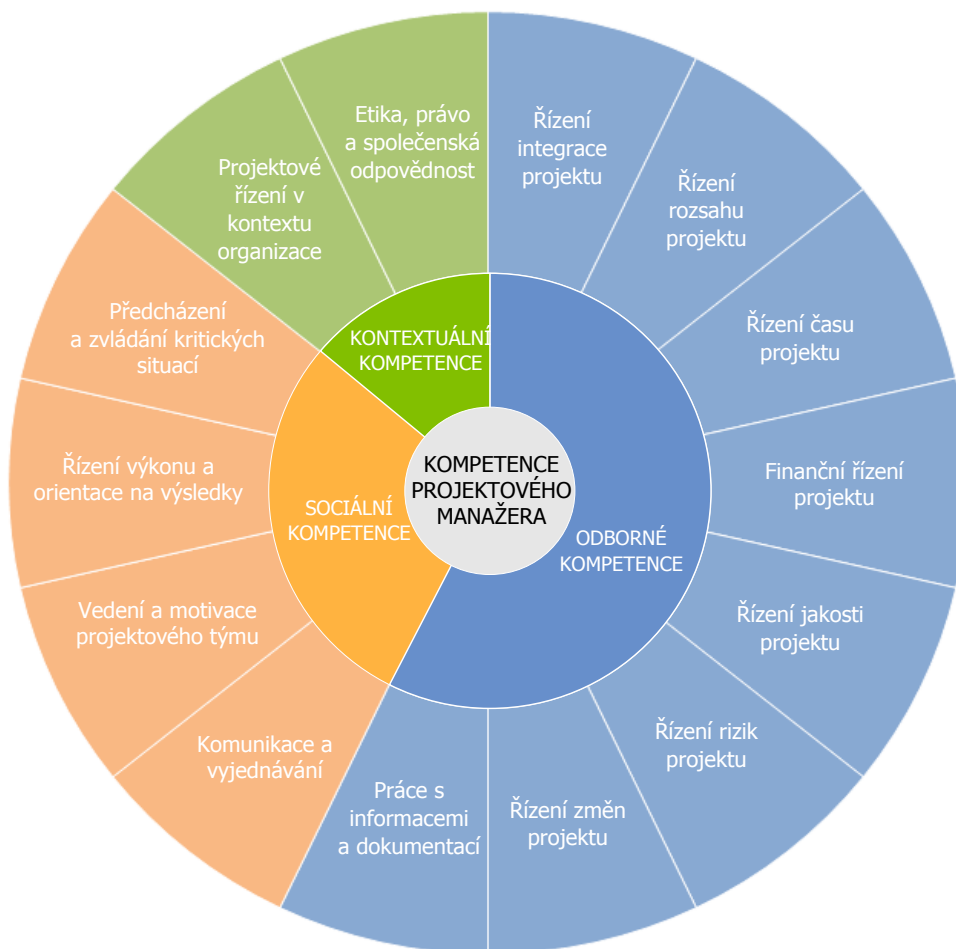 KOMPETENCE
PROJEKTOVÉHO
MANAŽERA
ODBORNÉ
KOMPETENCE
Řízení
integrace
projektu
Řízení
rozsahu
projektu
Řízení času
projektu
Finanční řízení
projektu
Řízení jakosti
projektu
Řízení rizik
projektu
Řízení změn
projektu
Práce s
informacemi
a dokumentací
SOCIÁLNÍ
KOMPETENCE
Komunikace a
vyjednávání
Vedení a motivace
projektového týmu
Řízení výkonu a
orientace na výsledky
Předcházení
a zvládání kritických
situací
KONTEXTUÁLNÍ
KOMPETENCE
Projektové
řízení v
kontextu
organizace
Etika, právo
a společenská
odpovědnost